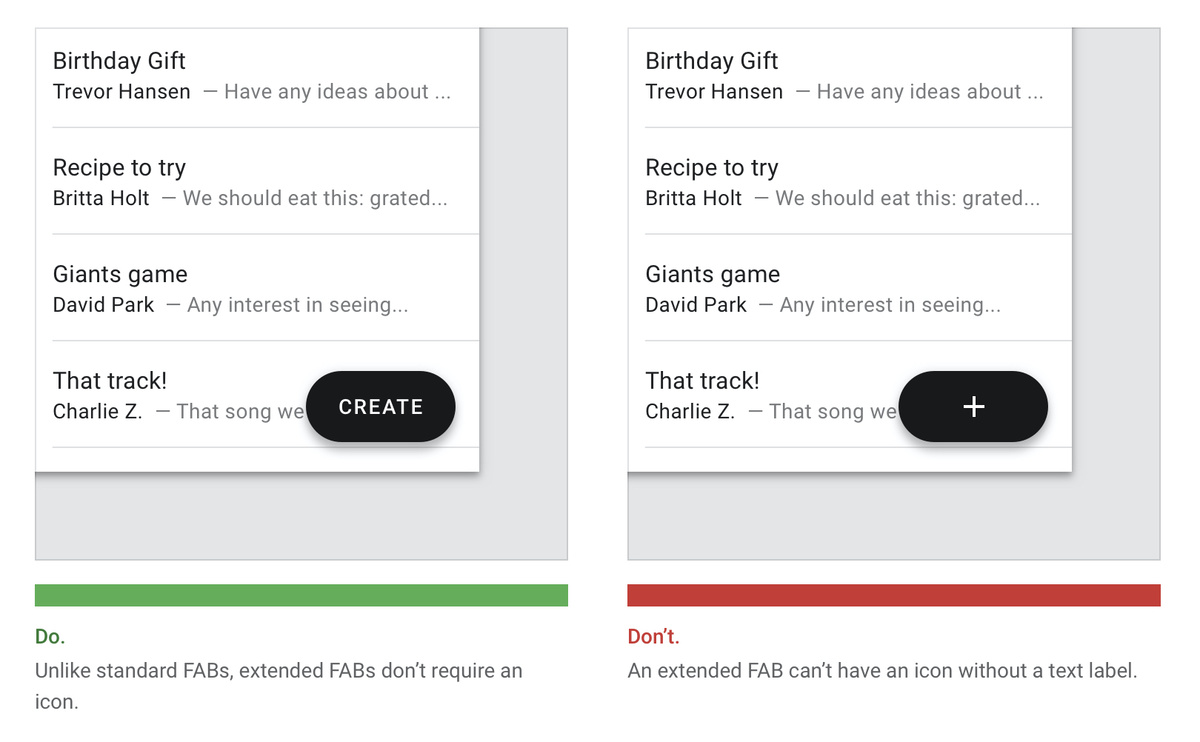 Birthday Gift
Trevor Hansen — Have any ideas about ...
Recipe to try
Britta Holt — We should eat this: grated...
Giants game
David Park — Any interest in seeing...
That track!
Charlie Z. — That song we
CREATE
Do.
Unlike standard FABs, extended FABs don’t require an
icon.
Birthday Gift
Trevor Hansen — Have any ideas about ...
Recipe to try
Britta Holt — We should eat this: grated...
Giants game
David Park — Any interest in seeing...
That track!
Charlie Z. — That song we
+
Don’t.
An extended FAB can’t have an icon without a text label.